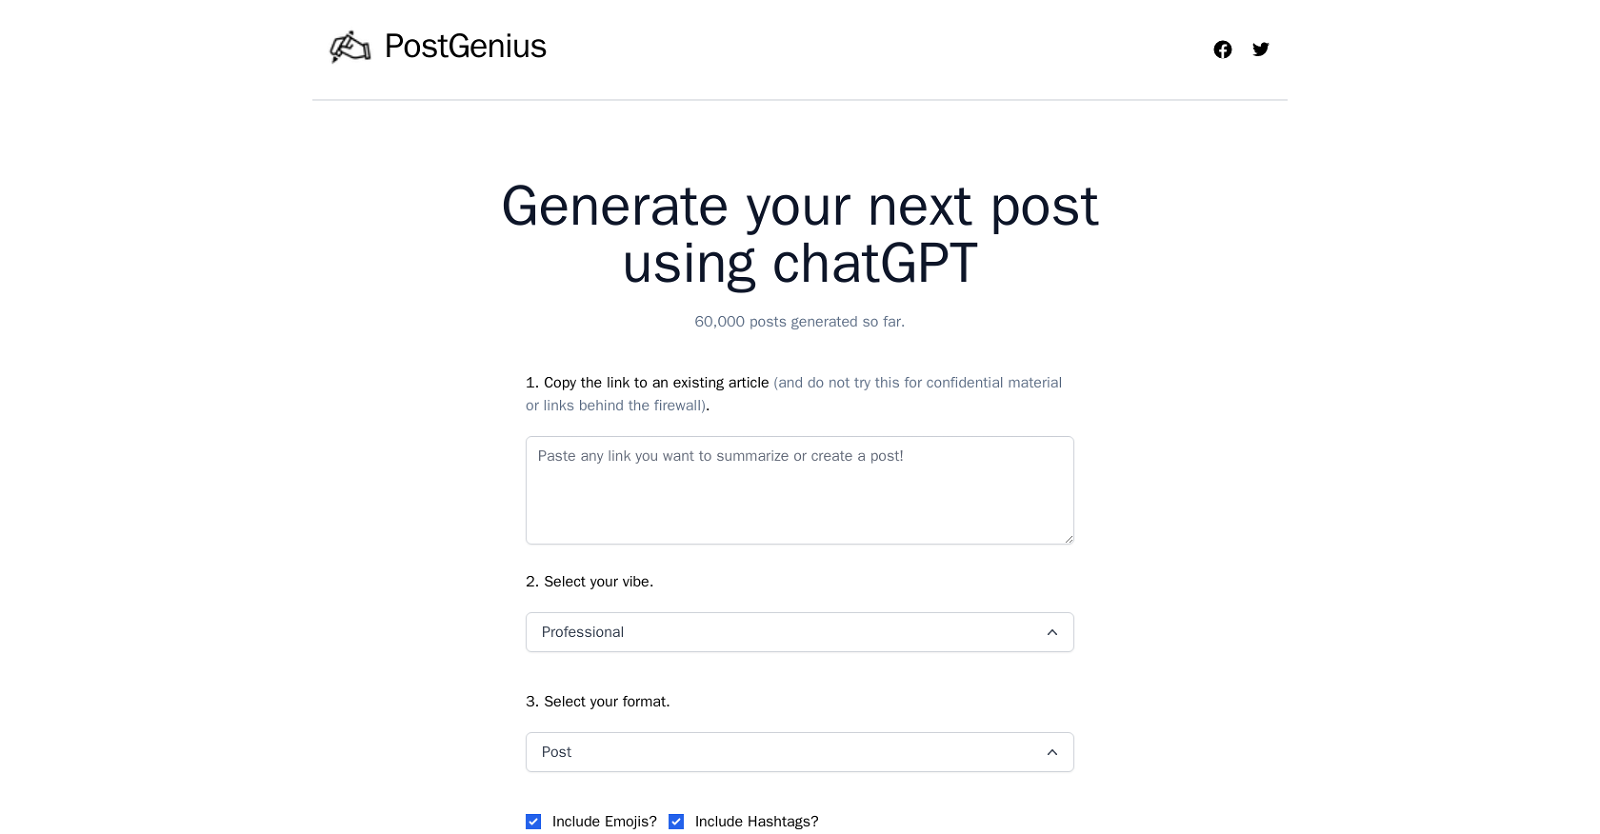 PostGenius
Generate your next post
using chatGPT
60,000 posts generated so far.
1. Copy the link to an existing article (and do not try this for confidential material
or links behind the firewall).
Paste any link you want to summarize or create a post!
2. Select your vibe.
Professional
3. Select your format.
Post
Include Emojis? Include Hashtags?